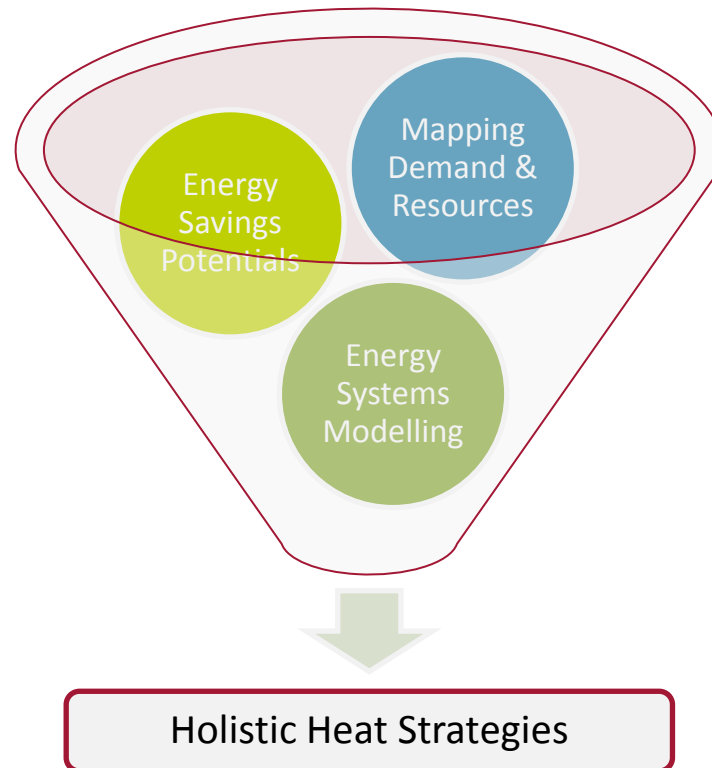 Mapping
Demand &
Resources
Energy
Savings
Potentials
Energy
Systems
Modelling
Holistic Heat Strategies